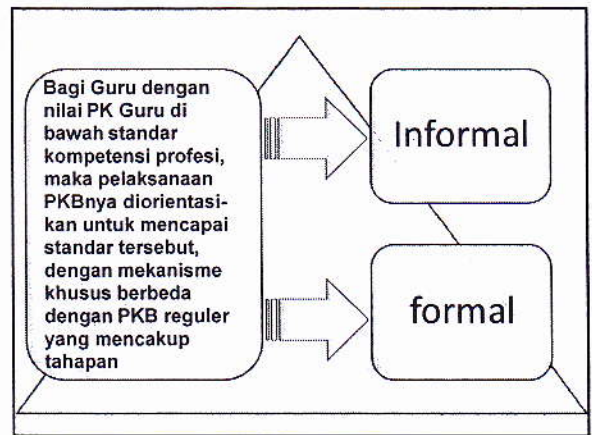 Bagi Guru dengan
nilai PK Guru di
bawah standar
kompetensi profesi,
maka pelaksanaan
PKBnya diorientasi-
kan untuk mencapai
standar tersebut,
dengan mekanisme
khusus berbeda
dengan PKB reguler
yang mencakup
tahapan
Informal
formal